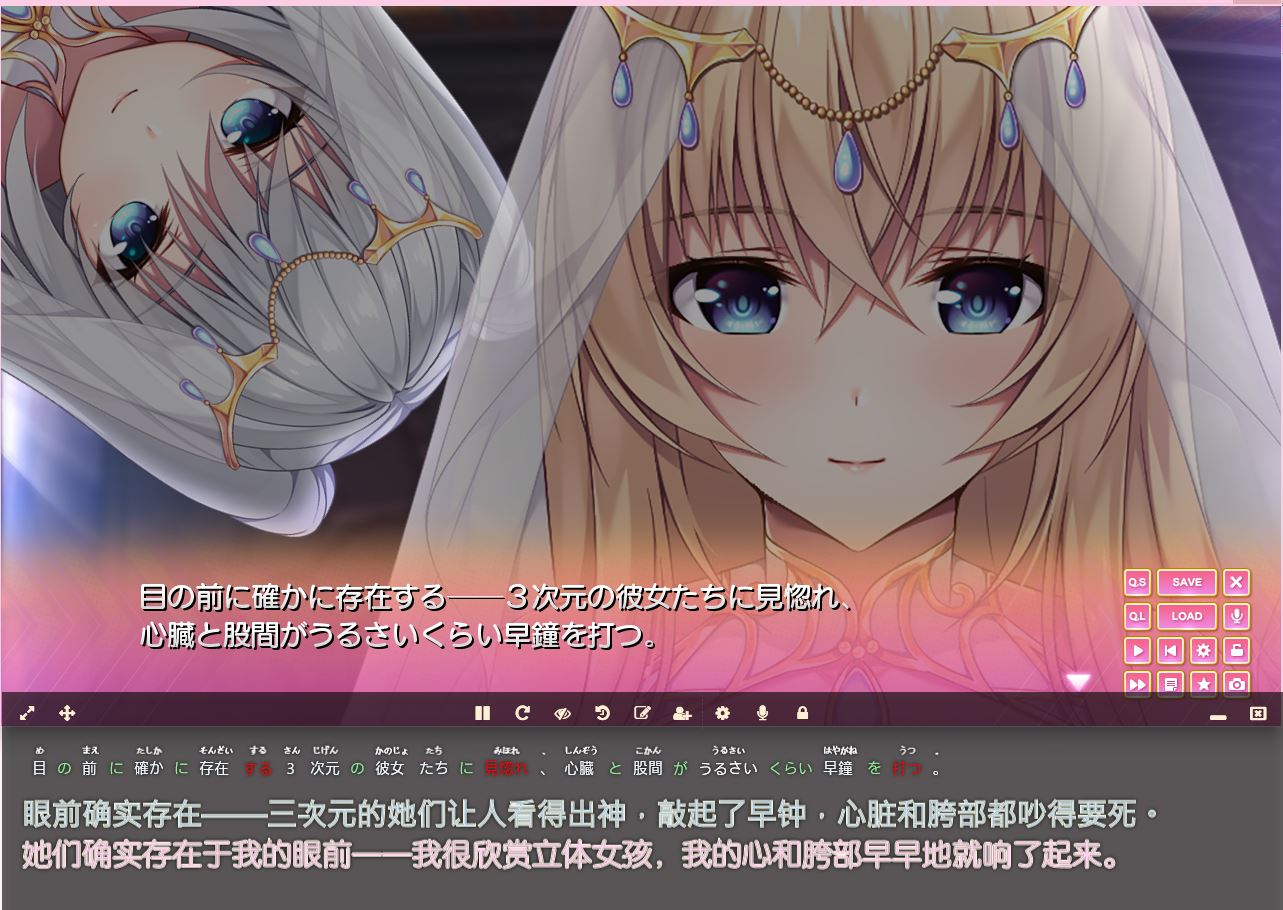 目の前に確かに存在する――３次元の彼女たちに見惚れ、
心臓と股間がうるさいくらい早鐘を打つ。
Q.S SAVE
Q.L LOAD
め まえ たしか そんざい する さん じげん かのじょ たち みほれ 、 しんぞう こかん うるさい はやがね うつ 。
目 の 前 に 確か に 存在 する 3 次元 の 彼女 たち に 見惚れ 、 心臓 と 股間 が うるさい くらい 早鐘 を 打つ 。
眼前确实存在——三次元的她们让人看得出神，敲起了早钟，心脏和胯部都吵得要死。
她们确实存在于我的眼前——我很欣赏立体女孩，我的心和胯部早早地就响了起来。